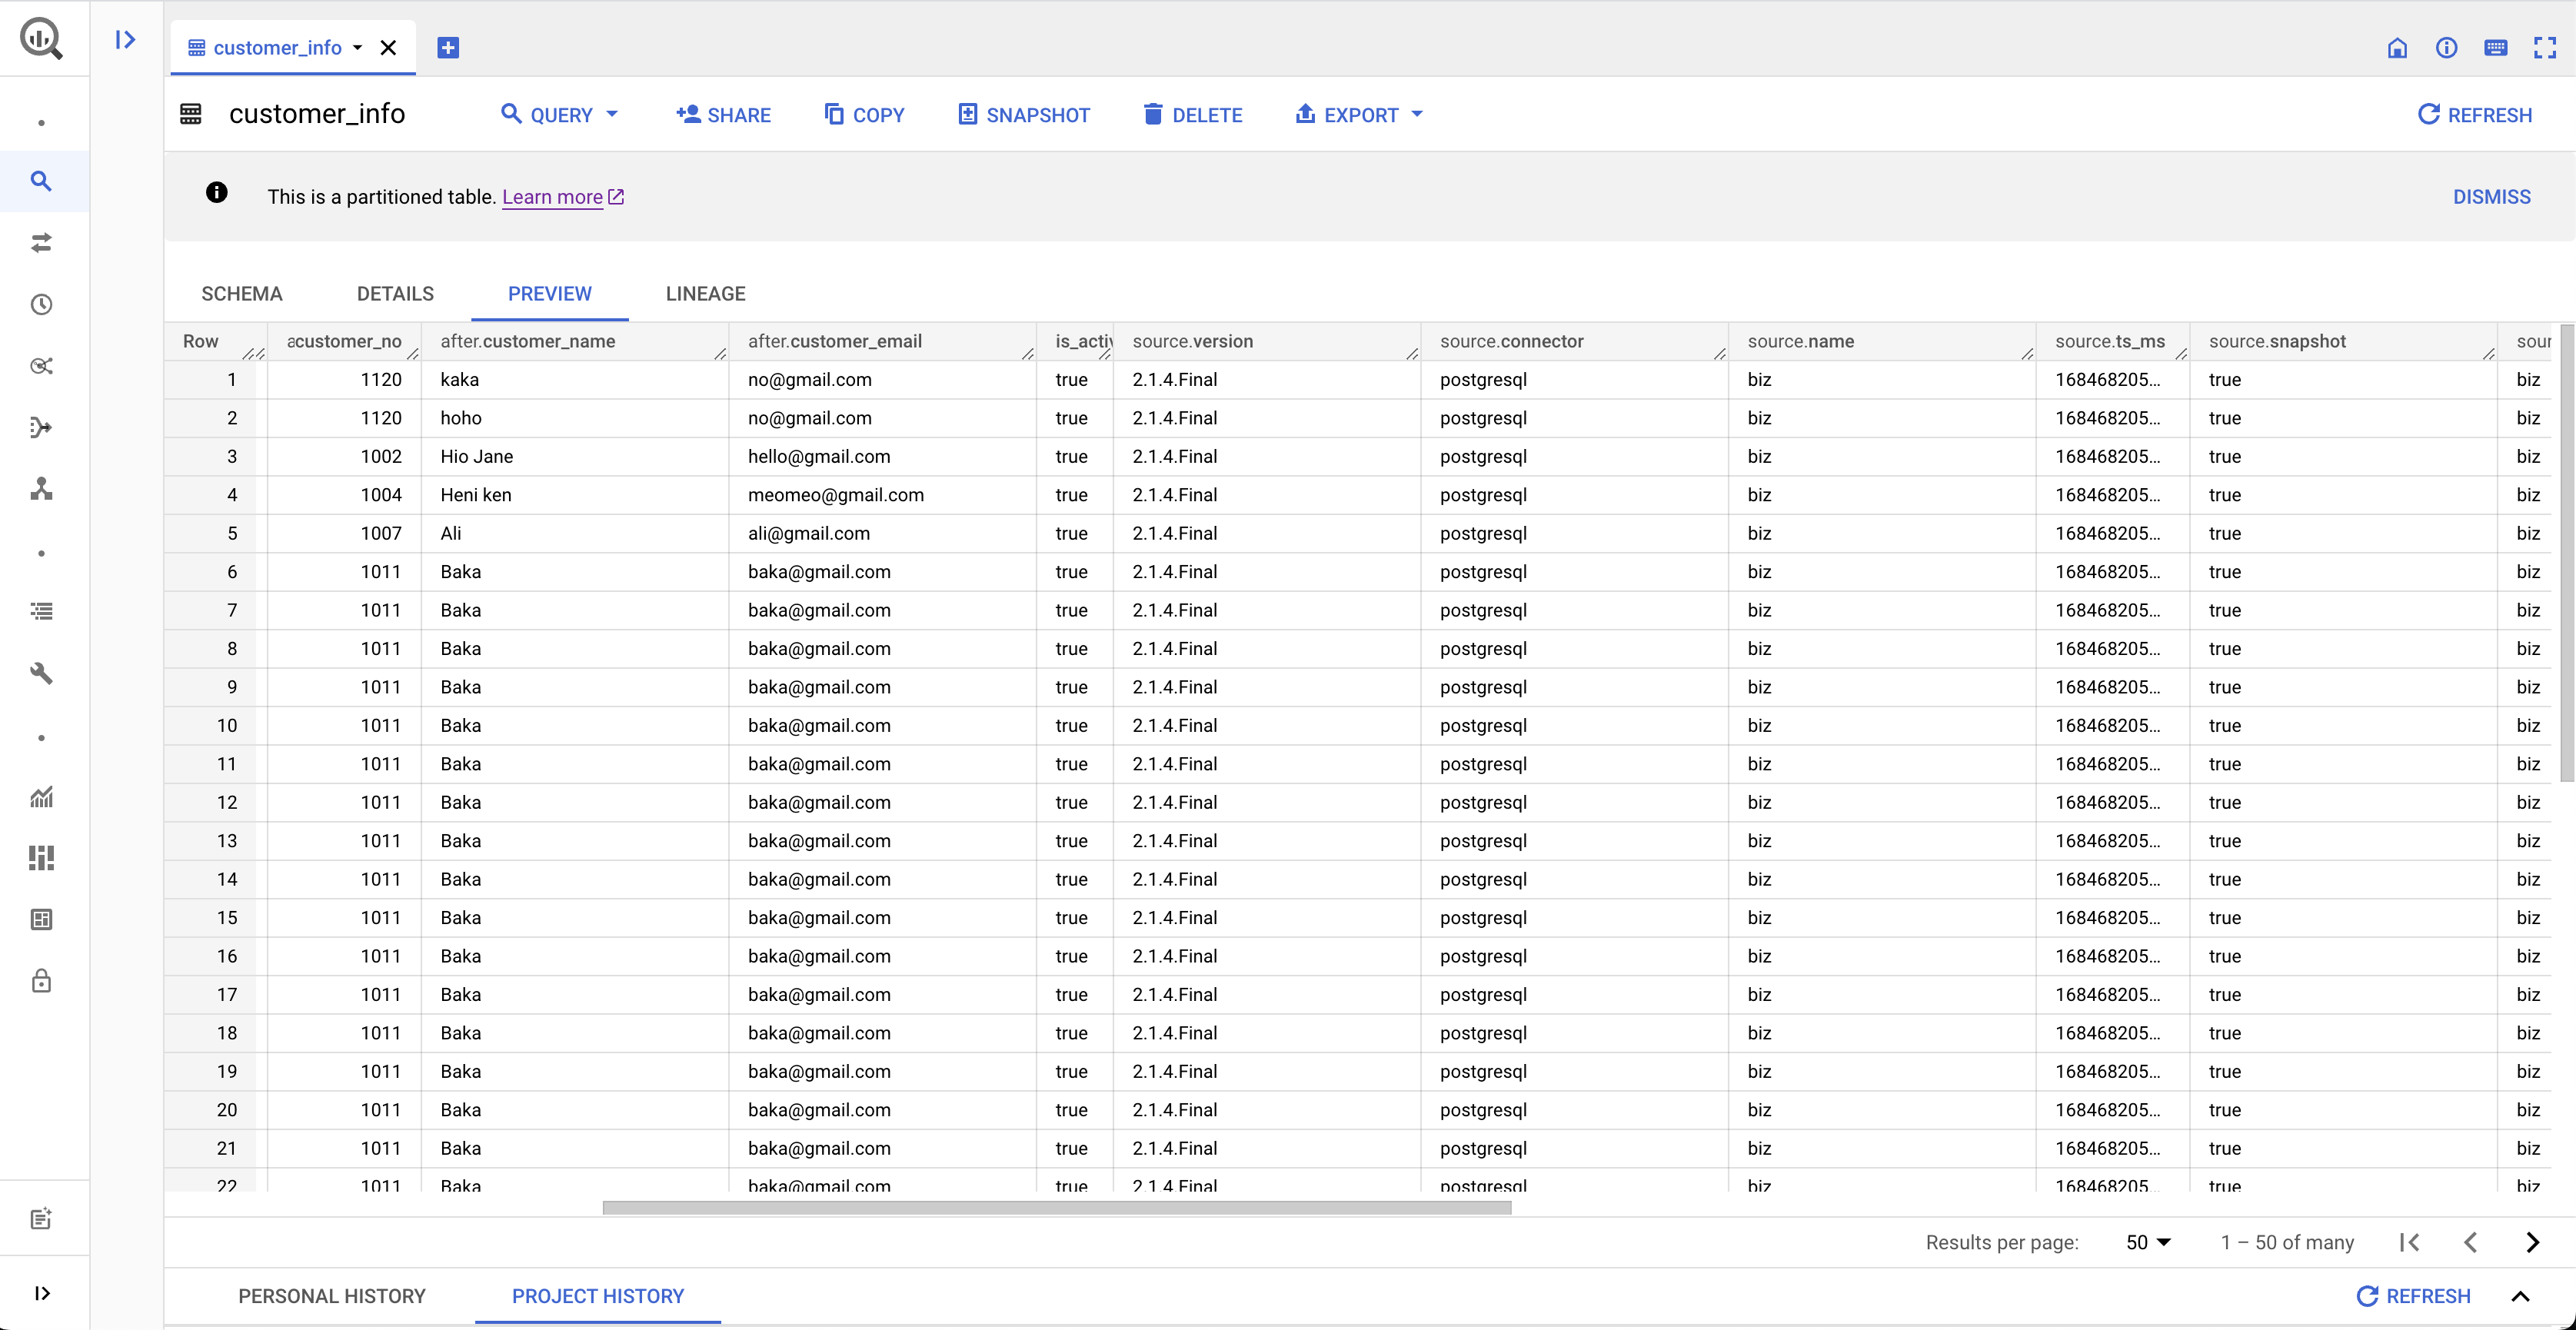 customer_info
customer_info QUERY SHARE COPY SNAPSHOT DELETE EXPORT REFRESH
This is a partitioned table. Learn more DISMISS
SCHEMA DETAILS PREVIEW LINEAGE
Row acustomer_no after.customer_name after.customer_email is_activ source.version source.connector source.name source.ts_ms source.snapshot sour
1 1120 kaka no@gmail.com true 2.1.4.Final postgresql biz 168468205... true biz
2 1120 hoho no@gmail.com true 2.1.4.Final postgresql biz 168468205... true biz
3 1002 Hio Jane hello@gmail.com true 2.1.4.Final postgresql biz 168468205... true biz
4 1004 Heni ken meomeo@gmail.com true 2.1.4.Final postgresql biz 168468205... true biz
5 1007 Ali ali@gmail.com true 2.1.4.Final postgresql biz 168468205... true biz
6 1011 Baka baka@gmail.com true 2.1.4.Final postgresql biz 168468205... true biz
7 1011 Baka baka@gmail.com true 2.1.4.Final postgresql biz 168468205... true biz
8 1011 Baka baka@gmail.com true 2.1.4.Final postgresql biz 168468205... true biz
9 1011 Baka baka@gmail.com true 2.1.4.Final postgresql biz 168468205... true biz
10 1011 Baka baka@gmail.com true 2.1.4.Final postgresql biz 168468205... true biz
11 1011 Baka baka@gmail.com true 2.1.4.Final postgresql biz 168468205... true biz
12 1011 Baka baka@gmail.com true 2.1.4.Final postgresql biz 168468205... true biz
13 1011 Baka baka@gmail.com true 2.1.4.Final postgresql biz 168468205... true biz
14 1011 Baka baka@gmail.com true 2.1.4.Final postgresql biz 168468205... true biz
15 1011 Baka baka@gmail.com true 2.1.4.Final postgresql biz 168468205... true biz
16 1011 Baka baka@gmail.com true 2.1.4.Final postgresql biz 168468205... true biz
17 1011 Baka baka@gmail.com true 2.1.4.Final postgresql biz 168468205... true biz
18 1011 Baka baka@gmail.com true 2.1.4.Final postgresql biz 168468205... true biz
19 1011 Baka baka@gmail.com true 2.1.4.Final postgresql biz 168468205... true biz
20 1011 Baka baka@gmail.com true 2.1.4.Final postgresql biz 168468205... true biz
21 1011 Baka baka@gmail.com true 2.1.4.Final postgresql biz 168468205... true biz
22 1011 Baka baka@gmail.com true 2.1.4.Final postgresql biz 168468205... true biz
Results per page: 50 1 – 50 of many
PERSONAL HISTORY PROJECT HISTORY REFRESH